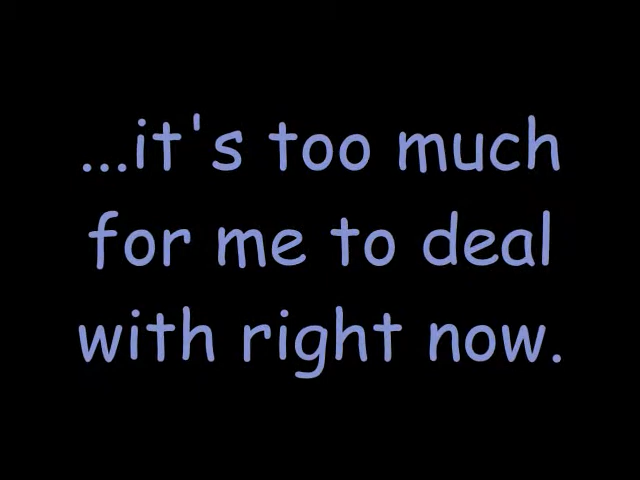 ...it's too much
for me to deal
with right now.